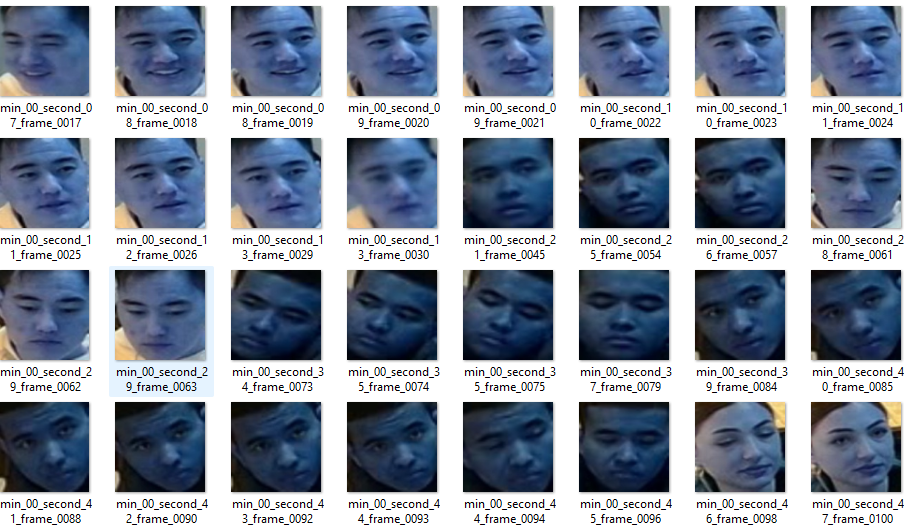 min_00_second_0
7_frame_0017
min_00_second_0
8_frame_0018
min_00_second_0
8_frame_0019
min_00_second_0
9_frame_0020
min_00_second_0
9_frame_0021
min_00_second_1
0_frame_0022
min_00_second_1
0_frame_0023
min_00_second_1
1_frame_0024
min_00_second_1
1_frame_0025
min_00_second_1
2_frame_0026
min_00_second_1
3_frame_0029
min_00_second_1
3_frame_0030
min_00_second_2
1_frame_0045
min_00_second_2
5_frame_0054
min_00_second_2
6_frame_0057
min_00_second_2
8_frame_0061
min_00_second_2
9_frame_0062
min_00_second_2
9_frame_0063
min_00_second_3
4_frame_0073
min_00_second_3
5_frame_0074
min_00_second_3
5_frame_0075
min_00_second_3
7_frame_0079
min_00_second_3
9_frame_0084
min_00_second_4
0_frame_0085
min_00_second_4
1_frame_0088
min_00_second_4
2_frame_0090
min_00_second_4
3_frame_0092
min_00_second_4
4_frame_0093
min_00_second_4
4_frame_0094
min_00_second_4
5_frame_0096
min_00_second_4
6_frame_0098
min_00_second_4
7_frame_0100